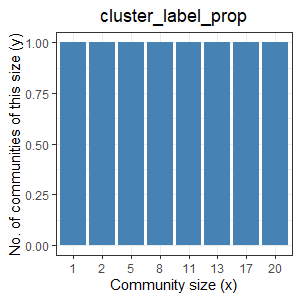 cluster_label_prop
No. of communities of this size (y)
1.00
0.75
0.50
0.25
0.00
1 2 5 8 11 13 17 20
Community size (x)